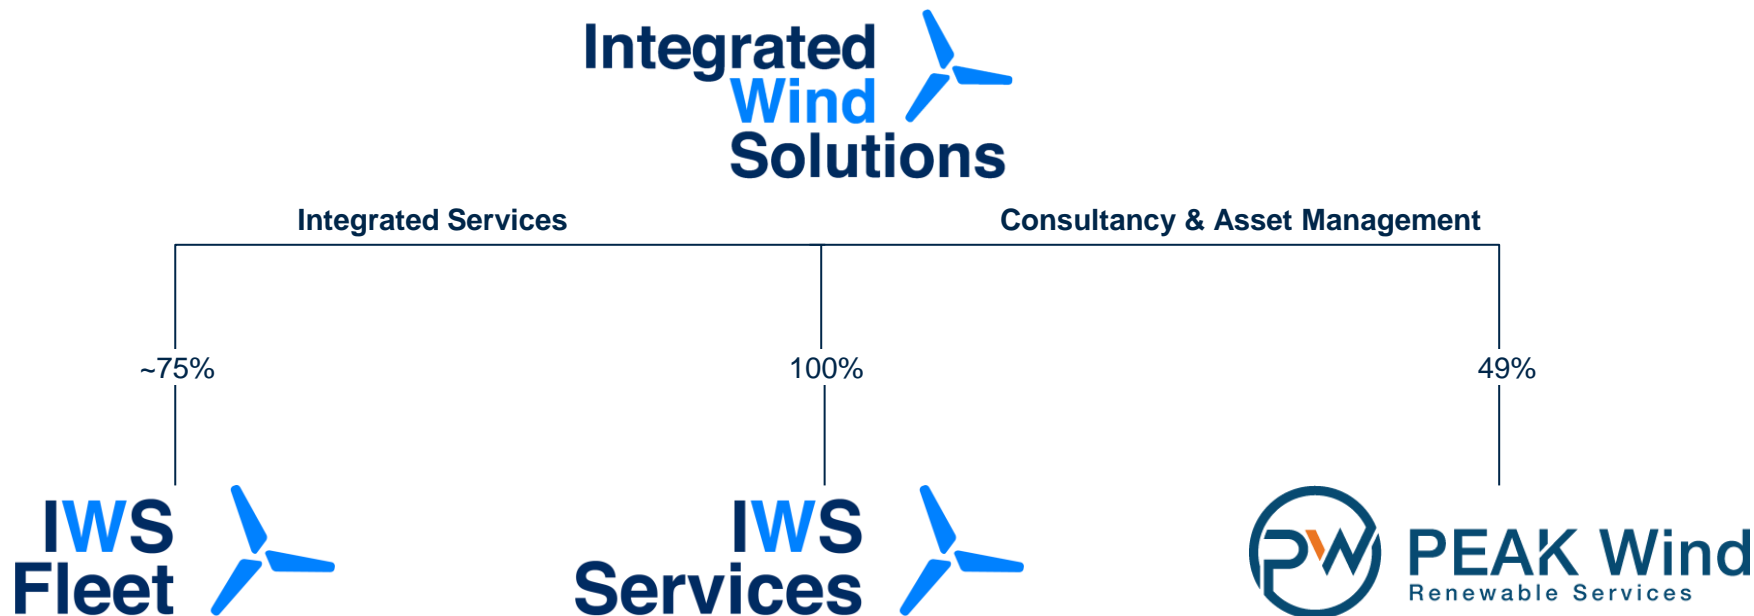 Integrated
Wind
Solutions
Integrated Services
Consultancy & Asset Management
~75%
100%
49%
IWS
Fleet
IWS
Services
PW
PEAK Wind
Renewable Services